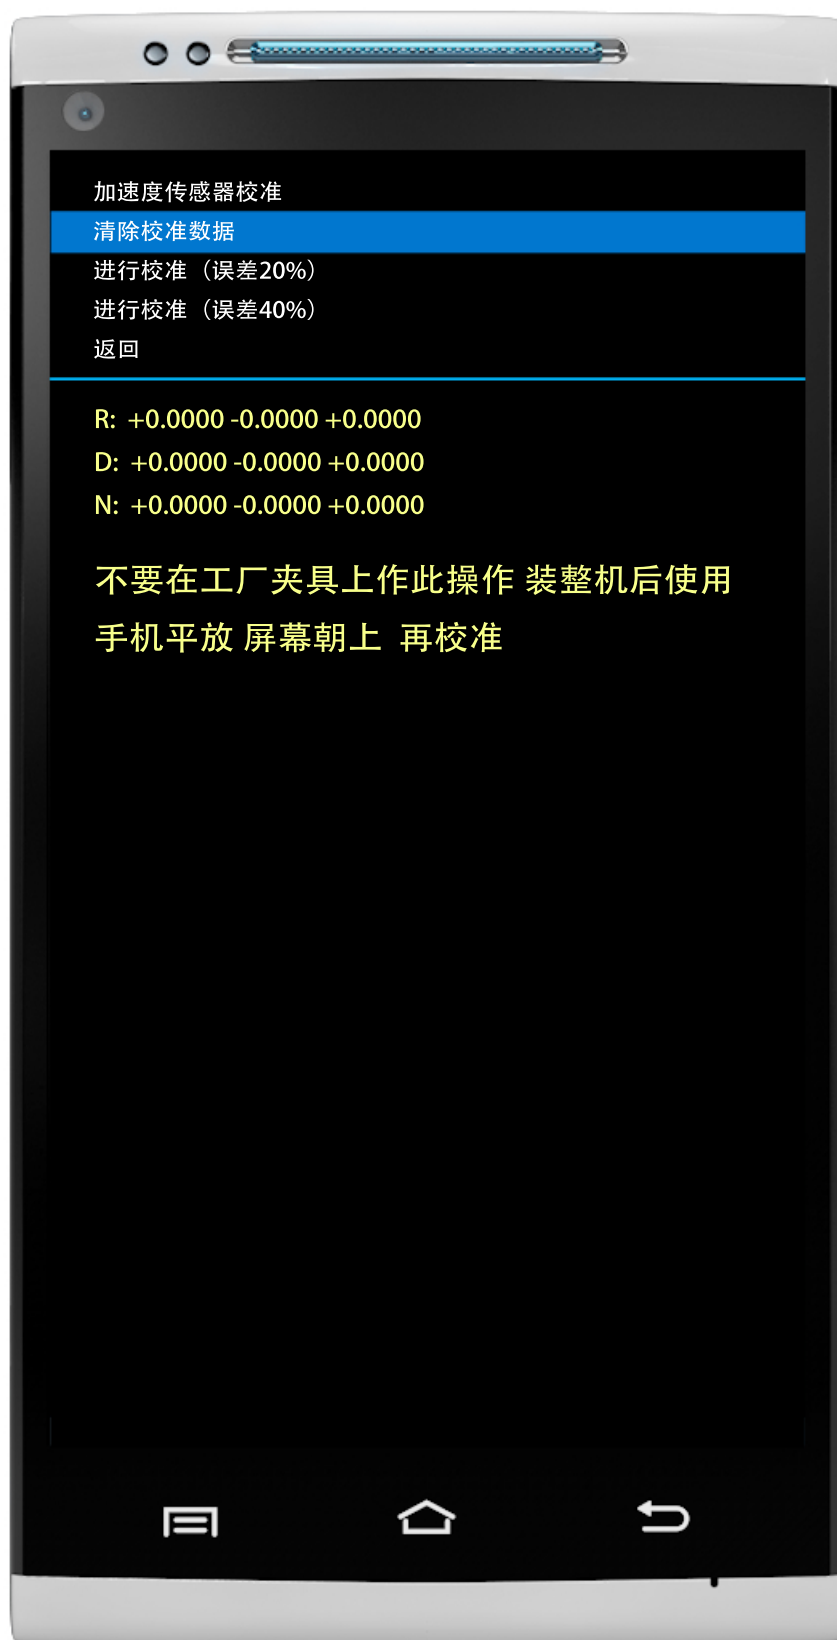 加速度传感器校准
清除校准数据
进行校准（误差20%）
进行校准（误差40%）
返回
R: +0.0000 -0.0000 +0.0000
D: +0.0000 -0.0000 +0.0000
N: +0.0000 -0.0000 +0.0000
不要在工厂夹具上作此操作 装整机后使用
手机平放 屏幕朝上 再校准